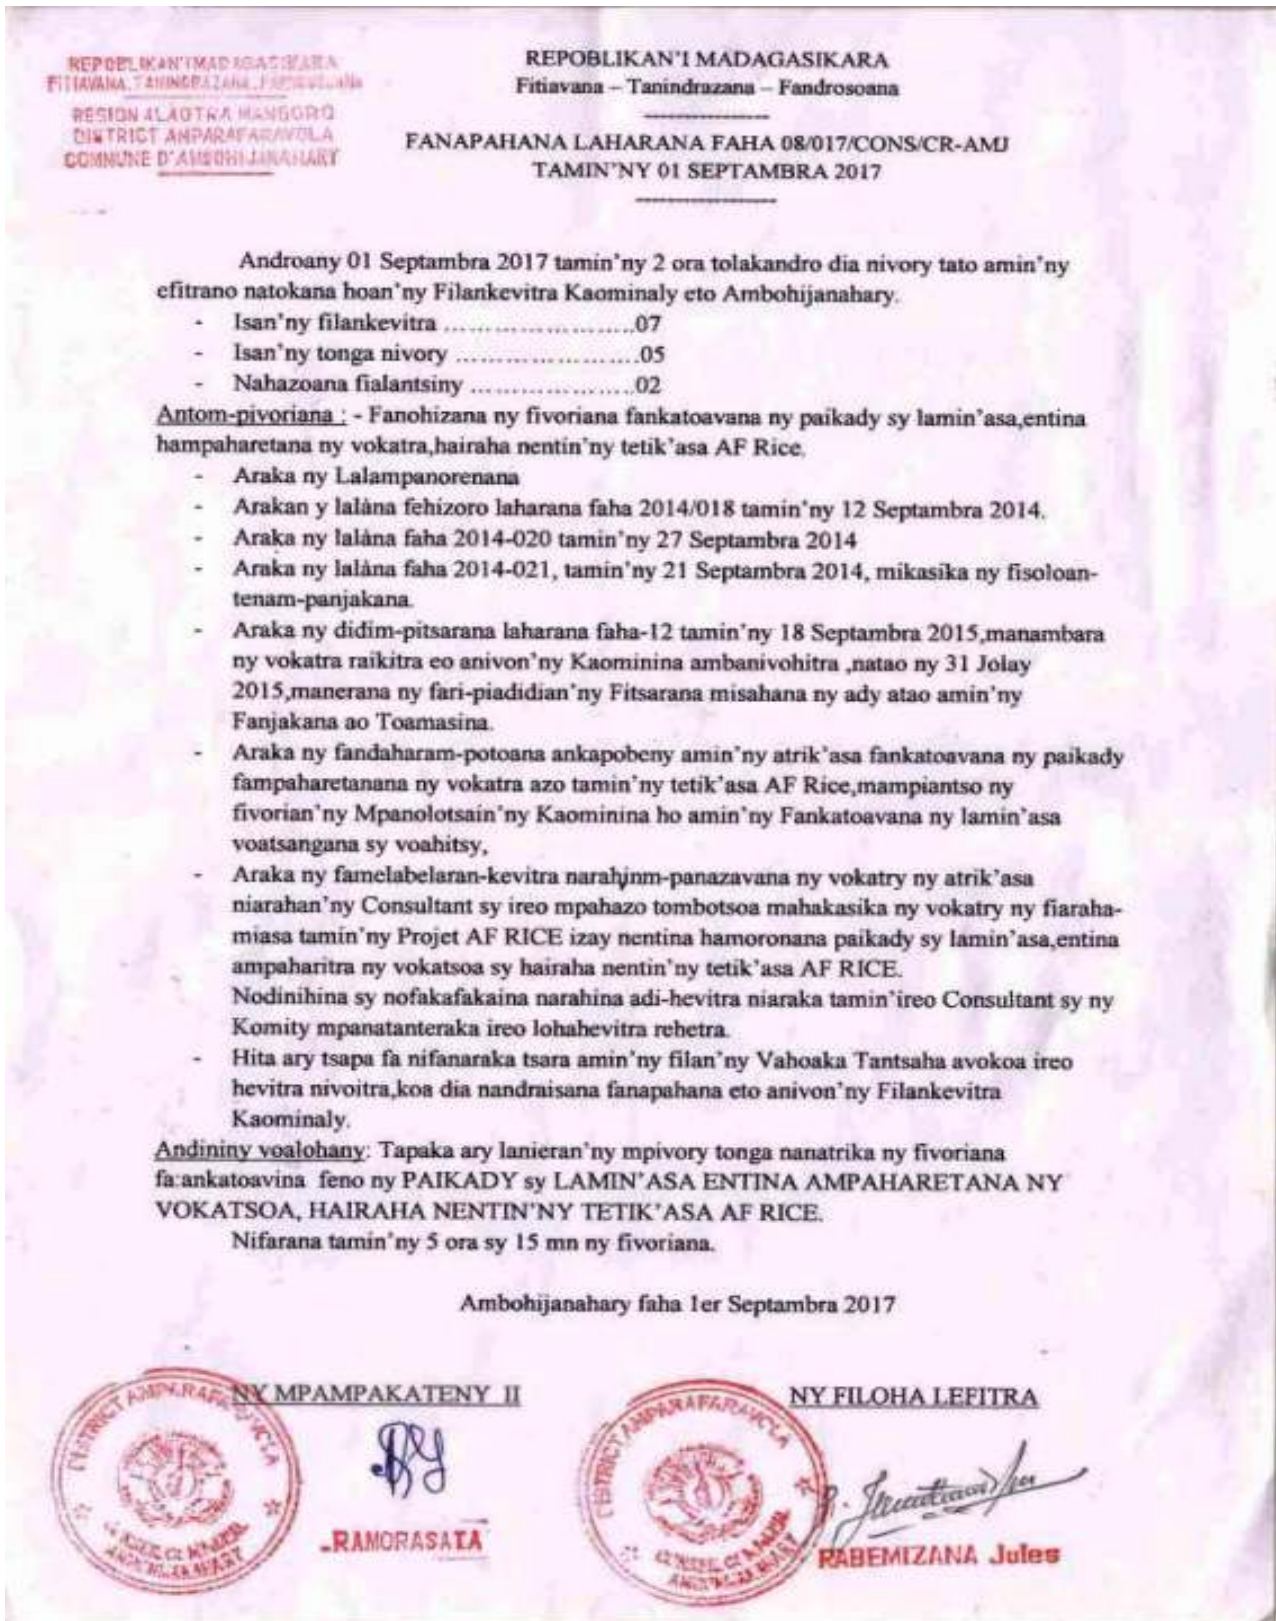 REPOBLIKAN'I MADAGASIKARA
FITIAVANA, TANINDRAZANA, FANDROSOANA
REGION ALAOTRA MANGORO
DISTRICT AMPARAFARAVOLA
COMMUNE D'AMBOHIJANAHARY
REPOBLIKAN'I MADAGASIKARA
Fitiavana – Tanindrazana – Fandrosoana
----------------
FANAPAHANA LAHARANA FAHA 08/017/CONS/CR-AMJ
TAMIN'NY 01 SEPTAMBRA 2017
------------------
Androany 01 Septambra 2017 tamin'ny 2 ora tolakandro dia nivory tato amin'ny
efitrano natokana hoan'ny Filankevitra Kaominaly eto Ambohijanahary.
- Isan'ny filankevitra ……………………..07
- Isan'ny tonga nivory ……………………..05
- Nahazoana fialantsiny …………………..02
Antom-pivoriana : - Fanohizana ny fivoriana fankatoavana ny paikady sy lamin'asa,entina
hampaharetana ny vokatra,hairaha nentin'ny tetik'asa AF Rice.
- Araka ny Lalampanorenana
- Arakan y lalàna fehizoro laharana faha 2014/018 tamin'ny 12 Septambra 2014.
- Araka ny lalàna faha 2014-020 tamin'ny 27 Septambra 2014
- Araka ny lalàna faha 2014-021, tamin'ny 21 Septambra 2014, mikasika ny fisoloan-
tenam-panjakana.
- Araka ny didim-pitsarana laharana faha-12 tamin'ny 18 Septambra 2015,manambara
ny vokatra raikitra eo anivon'ny Kaominina ambanivohitra ,natao ny 31 Jolay
2015,manerana ny fari-piadidian'ny Fitsarana misahana ny ady atao amin'ny
Fanjakana ao Toamasina.
- Araka ny fandaharam-potoana ankapobeny amin'ny atrik'asa fankatoavana ny paikady
fampaharetanana ny vokatra azo tamin'ny tetik'asa AF Rice,mampiantso ny
fivorian'ny Mpanolotsain'ny Kaominina ho amin'ny Fankatoavana ny lamin'asa
voatsangana sy voahitsy,
- Araka ny famelabelaran-kevitra narahinm-panazavana ny vokatry ny atrik'asa
niarahan'ny Consultant sy ireo mpahazo tombotsoa mahakasika ny vokatry ny fiaraha-
miasa tamin'ny Projet AF RICE izay nentina hamoronana paikady sy lamin'asa,entina
ampaharitra ny vokatsoa sy hairaha nentin'ny tetik'asa AF RICE.
Nodinihina sy nofakafakaina narahina adi-hevitra niaraka tamin'ireo Consultant sy ny
Komity mpanatanteraka ireo lohahevitra rehetra.
- Hita ary tsapa fa nifanaraka tsara amin'ny filan'ny Vahoaka Tantsaha avokoa ireo
hevitra nivoitra,koa dia nandraisana fanapahana eto anivon'ny Filankevitra
Kaominaly.
Andininy voalohany: Tapaka ary lanieran'ny mpivory tonga nanatrika ny fivoriana
fa:ankatoavina feno ny PAIKADY sy LAMIN'ASA ENTINA AMPAHARETANA NY
VOKATSOA, HAIRAHA NENTIN'NY TETIK'ASA AF RICE.
Nifarana tamin'ny 5 ora sy 15 mn ny fivoriana.
Ambohijanahary faha 1er Septambra 2017
NY MPAMPAKATENY II
NY FILOHA LEFITRA
DISTRICT AMPARAFARAVOLA
DISTRICT AMPARAFARAVOLA
RAMORASATA
RABEMIZANA Jules